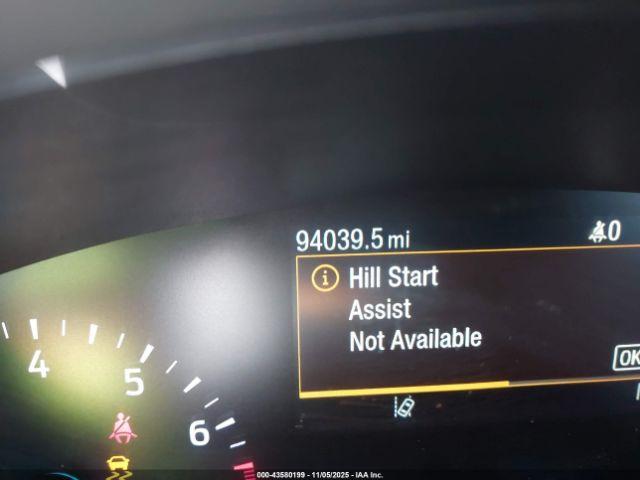 94039.5 mi
0
Hill Start
Assist
Not Available
OK
4
5
6
000-43580199 - 11/05/2025 - IAA Inc.